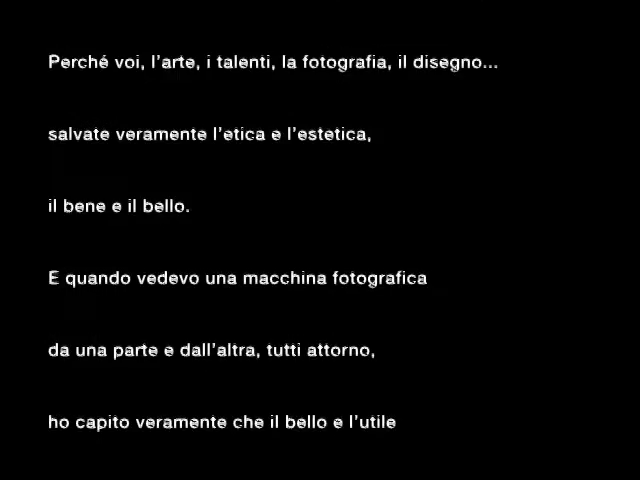 Perché voi, l'arte, i talenti, la fotografia, il disegno...
salvate veramente l'etica e l'estetica,
il bene e il bello.
E quando vedevo una macchina fotografica
da una parte e dall'altra, tutti attorno,
ho capito veramente che il bello e l'utile